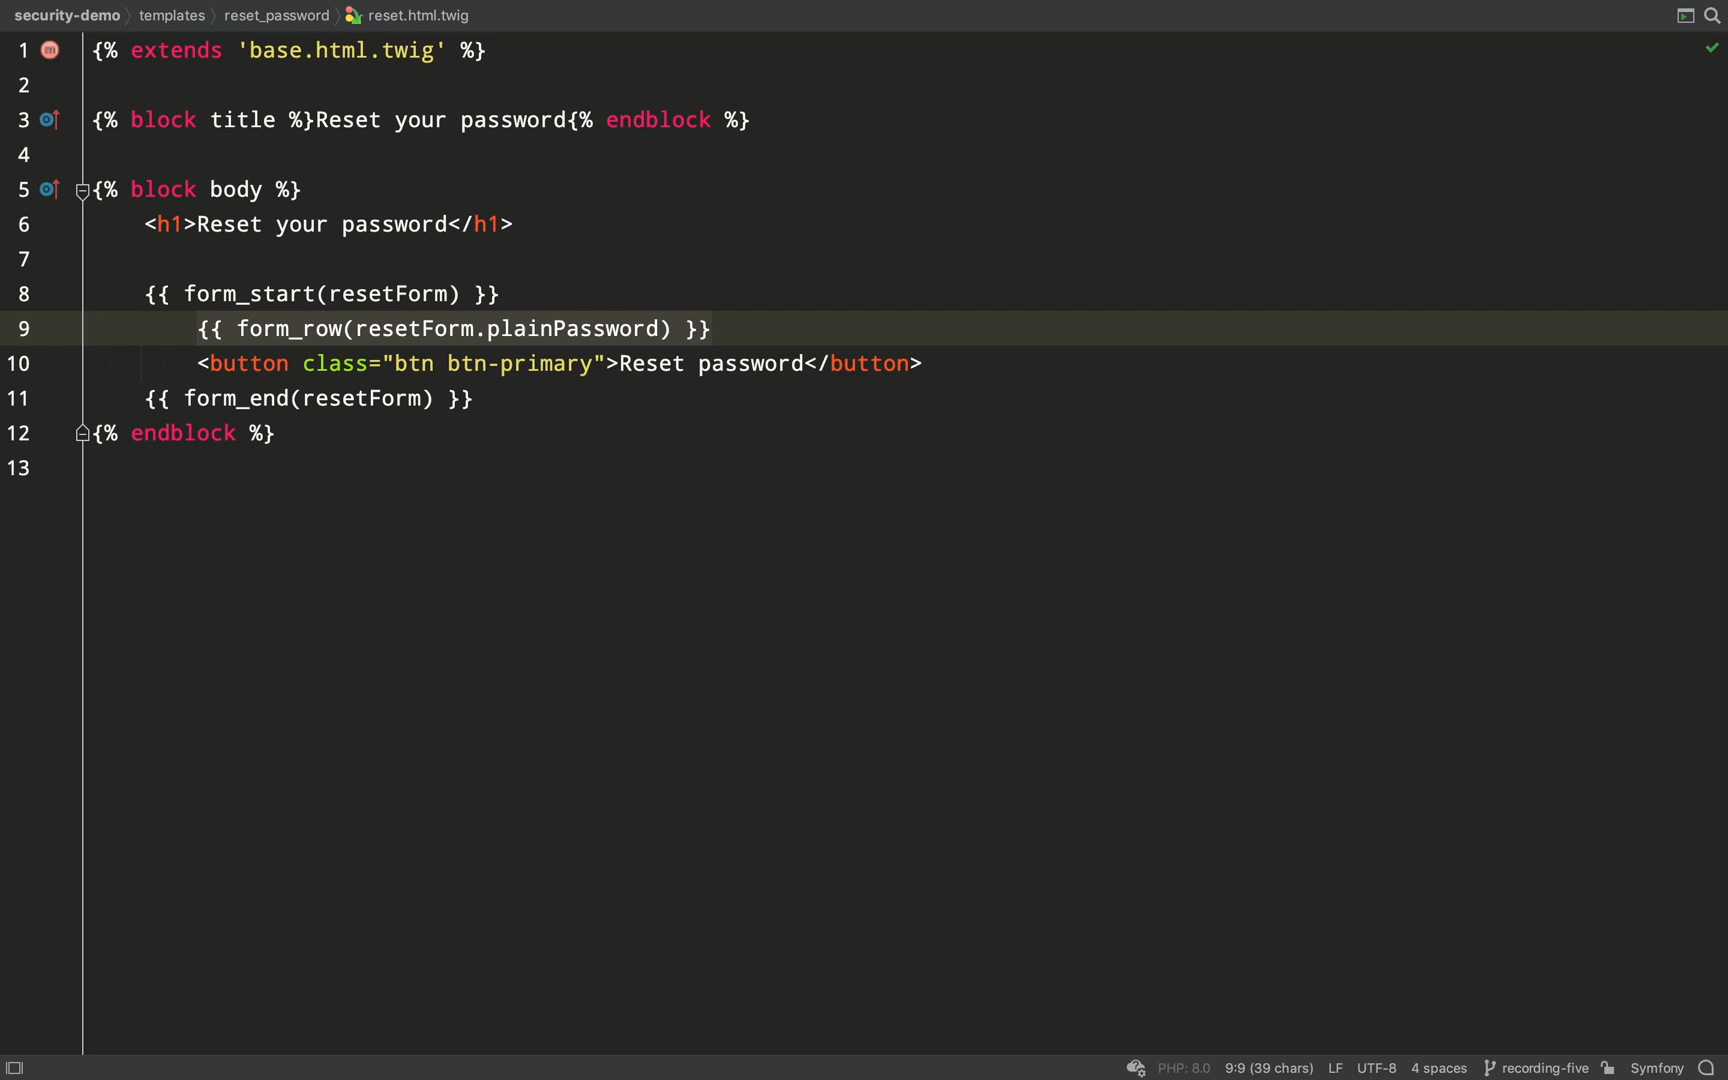 security-demo templates reset_password reset.html.twig
1 {% extends 'base.html.twig' %}
2
3 {% block title %}Reset your password{% endblock %}
4
5 {% block body %}
6 <h1>Reset your password</h1>
7
8 {{ form_start(resetForm) }}
9 {{ form_row(resetForm.plainPassword) }}
10 <button class="btn btn-primary">Reset password</button>
11 {{ form_end(resetForm) }}
12 {% endblock %}
13
PHP: 8.0 9:9 (39 chars) LF UTF-8 4 spaces recording-five Symfony